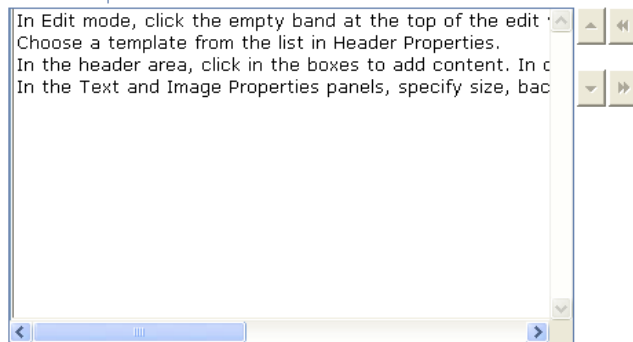 In Edit mode, click the empty band at the top of the edit
Choose a template from the list in Header Properties.
In the header area, click in the boxes to add content. In
In the Text and Image Properties panels, specify size,